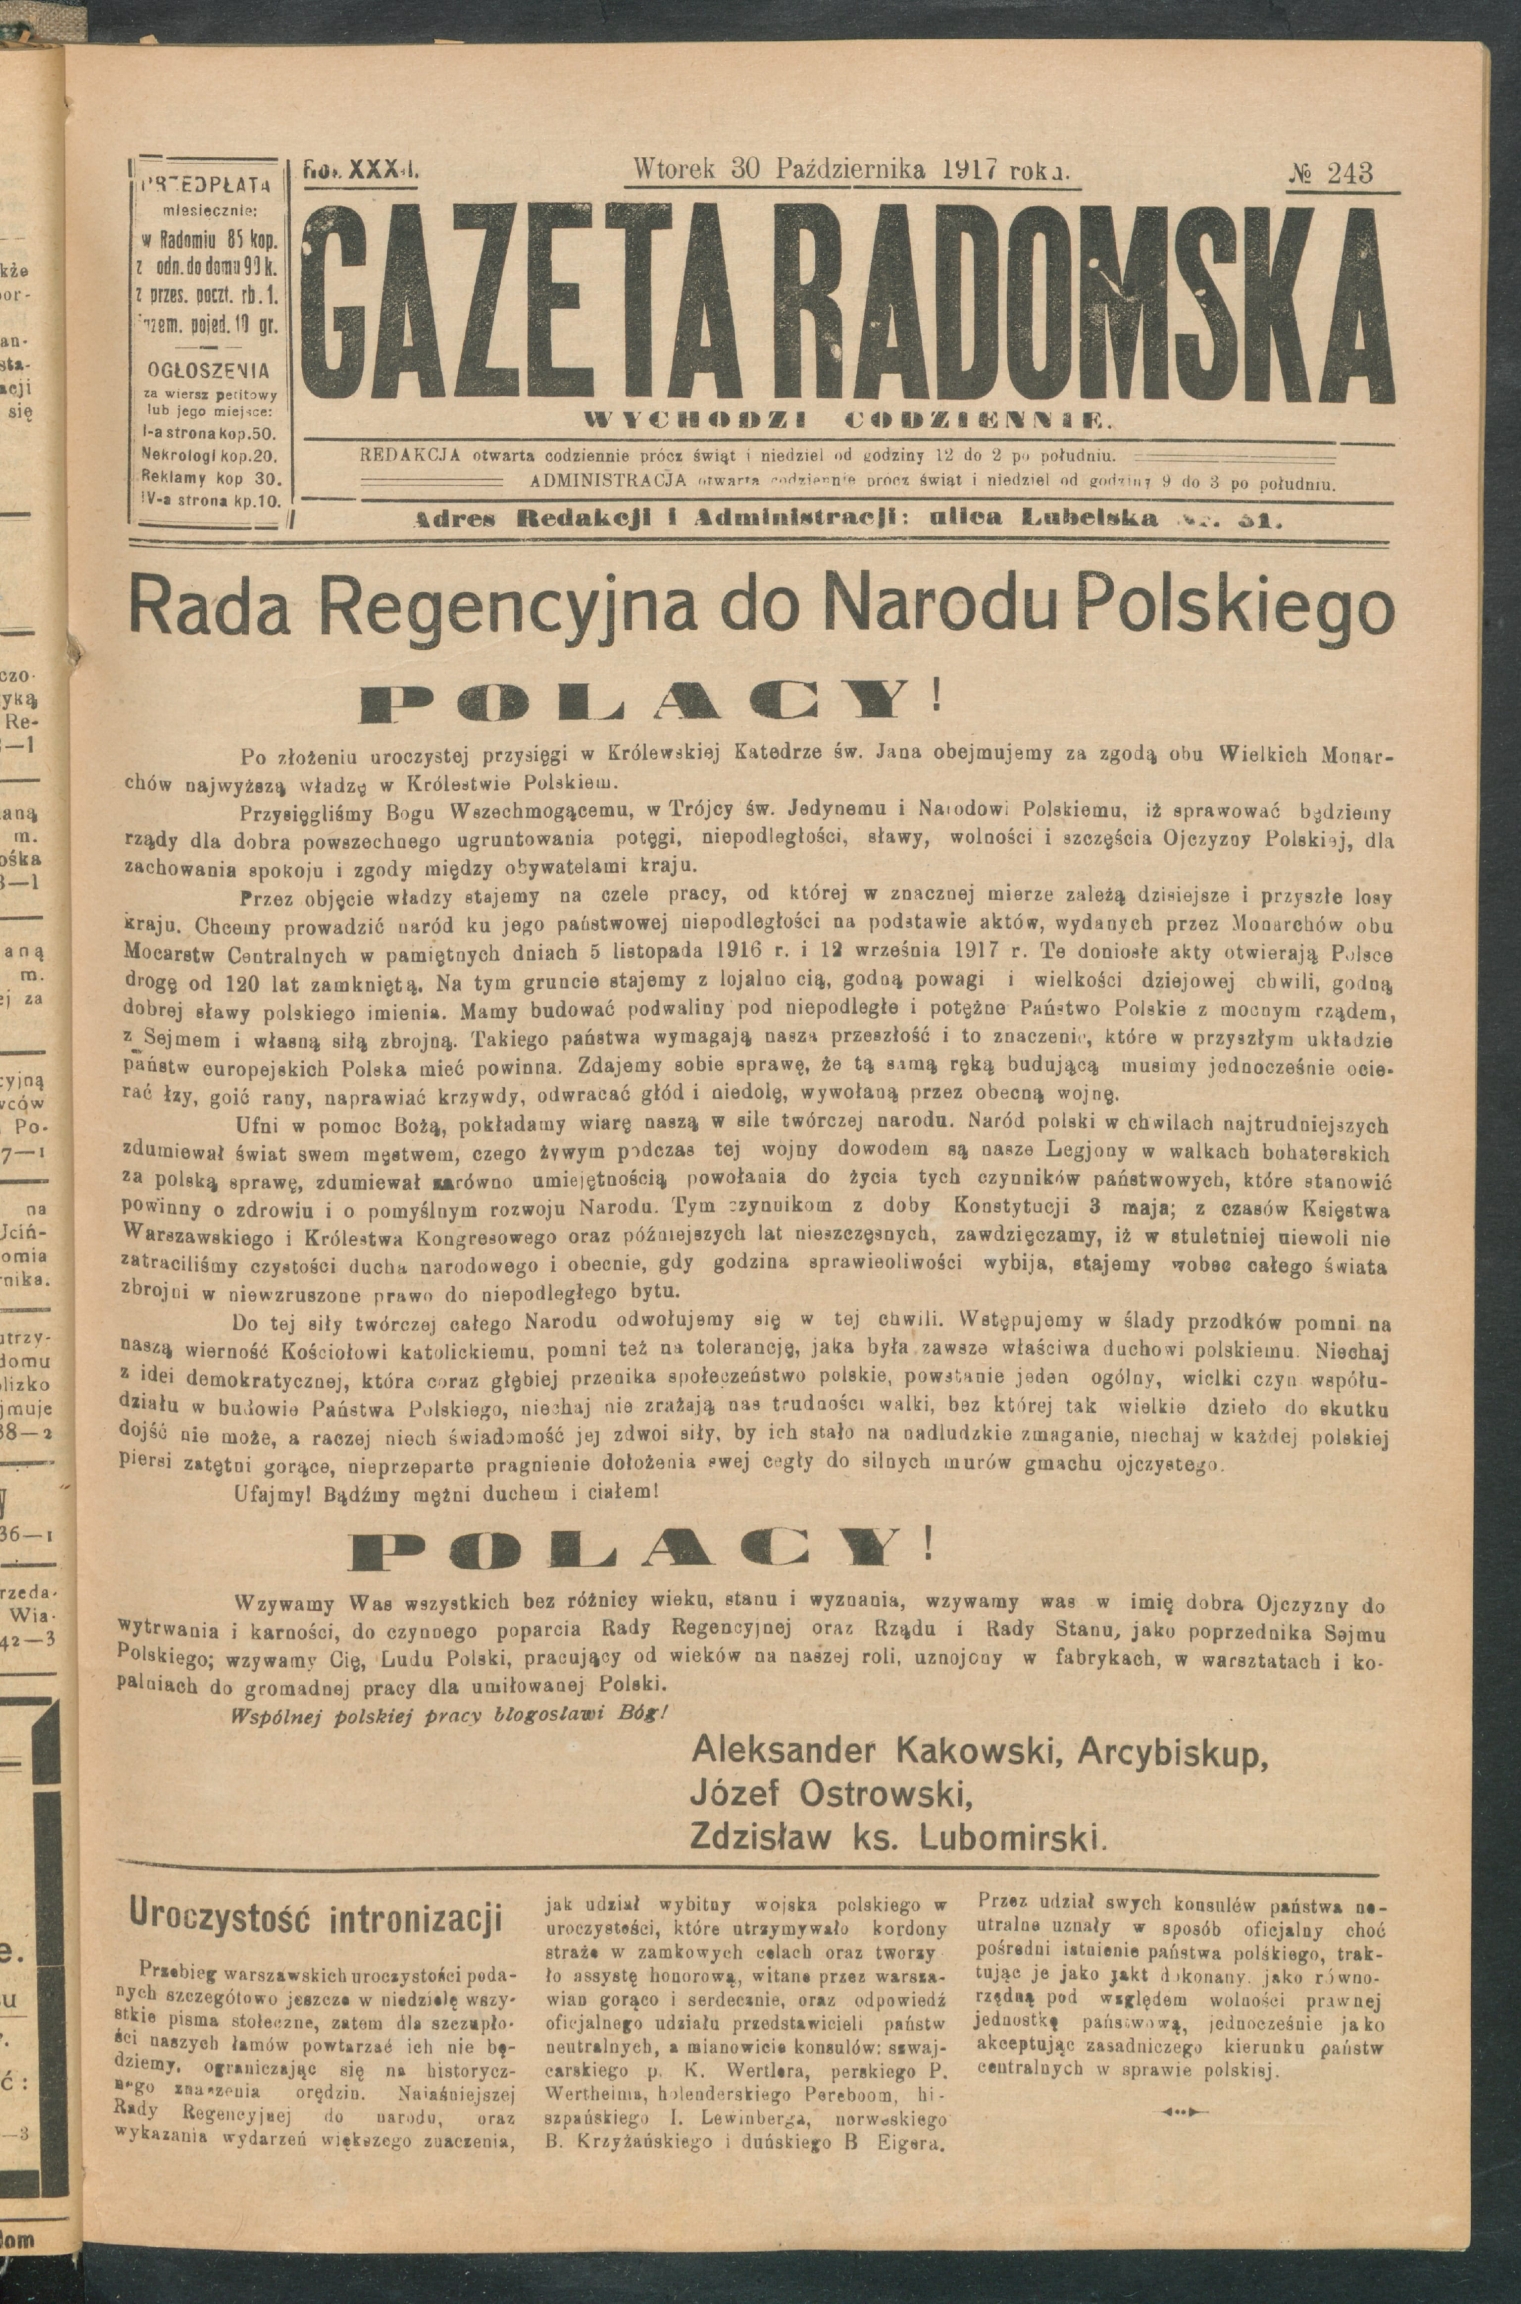 PRZEDPŁATA
miesięcznie:
w Radomiu 85 kop.
z odn. do domu 90 k.
z przes. poczt. rb. 1.
pojed. 10 gr.
OGŁOSZENIA
za wiersz petitowy
lub jego miejsce:
I-a strona kop. 50.
Nekrologi kop. 20.
Reklamy kop 30.
IV-a strona kp. 10.
Wtorek 30 Października 1917 roku.
№ 243
GAZETA RADOMSKA
WYCHODZI CODZIENNIE.
REDAKCJA otwarta codziennie prócz świąt i niedziel od godziny 12 do 2 po południu.
ADMINISTRACJA otwarta codziennie prócz świąt i niedziel od godziny 9 do 3 po południu.
Adres Redakcji i Administracji: ulica Lubelska Nr. 31.
Rada Regencyjna do Narodu Polskiego
POLACY!
Po złożeniu uroczystej przysięgi w Królewskiej Katedrze św. Jana obejmujemy za zgodą obu Wielkich Monar-
chów najwyższą władzę w Królestwie Polskiem.
Przysięgliśmy Bogu Wszechmogącemu, w Trójcy św. Jedynemu i Narodowi Polskiemu, iż sprawować będziemy
rządy dla dobra powszechnego ugruntowania potęgi, niepodległości, sławy, wolności i szczęścia Ojczyzny Polskiej, dla
zachowania spokoju i zgody między obywatelami kraju.
Przez objęcie władzy stajemy na czele pracy, od której w znacznej mierze zależą dzisiejsze i przyszłe losy
kraju. Chcemy prowadzić naród ku jego państwowej niepodległości na podstawie aktów, wydanych przez Monarchów obu
Mocarstw Centralnych w pamiętnych dniach 5 listopada 1916 r. i 12 września 1917 r. Te doniosłe akty otwierają Polsce
drogę od 120 lat zamkniętą. Na tym gruncie stajemy z lojalno cią, godną powagi i wielkości dziejowej chwili, godną
dobrej sławy polskiego imienia. Mamy budować podwaliny pod niepodległe i potężne Państwo Polskie z mocnym rządem,
z Sejmem i własną siłą zbrojną. Takiego państwa wymagają nasza przeszłość i to znaczenie, które w przyszłym układzie
państw europejskich Polska mieć powinna. Zdajemy sobie sprawę, że tą samą ręką budującą musimy jednocześnie ocie-
rać łzy, goić rany, naprawiać krzywdy, odwracać głód i niedolę, wywołaną przez obecną wojnę.
Ufni w pomoc Bożą, pokładamy wiarę naszą w sile twórczej narodu. Naród polski w chwilach najtrudniejszych
zdumiewał świat swem męstwem, czego żywym podczas tej wojny dowodem są nasze Legjony w walkach bohaterskich
za polską sprawę, zdumiewał zarówno umiejętnością powołania do życia tych czynników państwowych, które stanowić
powinny o zdrowiu i o pomyślnym rozwoju Narodu. Tym czynnikom z doby Konstytucji 3 maja; z czasów Księstwa
Warszawskiego i Królestwa Kongresowego oraz późniejszych lat nieszczęsnych, zawdzięczamy, iż w stuletniej niewoli nie
zatraciliśmy czystości ducha narodowego i obecnie, gdy godzina sprawieoliwości wybija, stajemy wobec całego świata
zbrojni w niewzruszone prawo do niepodległego bytu.
Do tej siły twórczej całego Narodu odwołujemy się w tej chwili. Wstępujemy w ślady przodków pomni na
naszą wierność Kościołowi katolickiemu, pomni też na tolerancję, jaka była zawsze właściwa duchowi polskiemu. Niechaj
z idei demokratycznej, która coraz głębiej przenika społeczeństwo polskie, powstanie jeden ogólny, wielki czyn współu-
działu w budowie Państwa Polskiego, niechaj nie zrażają nas trudności walki, bez której tak wielkie dzieło do skutku
dojść nie może, a raczej niech świadomość jej zdwoi siły, by ich stało na nadludzkie zmaganie, niechaj w każdej polskiej
piersi zatętni gorące, nieprzeparte pragnienie dołożenia swej cegły do silnych murów gmachu ojczystego.
Ufajmy! Bądźmy mężni duchem i ciałem!
POLACY!
Wzywamy Was wszystkich bez różnicy wieku, stanu i wyznania, wzywamy was w imię dobra Ojczyzny do
wytrwania i karności, do czynnego poparcia Rady Regencyjnej oraz Rządu i Rady Stanu, jako poprzednika Sejmu
Polskiego; wzywamy Cię, Ludu Polski, pracujący od wieków na naszej roli, uznojony w fabrykach, w warsztatach i ko-
palniach do gromadnej pracy dla umiłowanej Polski.
Wspólnej polskiej pracy błogosławi Bóg!
Aleksander Kakowski, Arcybiskup,
Józef Ostrowski,
Zdzisław ks. Lubomirski.
Uroczystość intronizacji
Przebieg warszawskich uroczystości poda-
nych szczegółowo jeszcze w niedzielę wszy-
stkie pisma stołeczne, zatem dla szczupło-
ści naszych łamów powtarzać ich nie bę-
dziemy, ograniczając się na historycz-
nego znaczenia orędziu. Najaśniejszej
Rady Regencyjnej do narodu, oraz
wykazania wydarzeń większego znaczenia,
jak udział wybitny wojska polskiego w
uroczystości, które utrzymywało kordony
straże w zamkowych celach oraz tworzy
ło assystę honorową, witane przez warsza-
wian gorąco i serdecznie, oraz odpowiedź
oficjalnego udziału przedstawicieli państw
neutralnych, a mianowicie konsulów: szwaj-
carskiego p. K. Wertlera, perskiego P.
Wertheima, holenderskiego Pereboom, hi-
szpańskiego I. Lewinberga, norweskiego
B. Krzyżańskiego i duńskiego B Eigera.
Przez udział swych konsulów państwa ne-
utralne uznały w sposób oficjalny choć
pośredni istnienie państwa polskiego, trak-
tując je jako fakt dokonany. jako równo-
rzędną pod względem wolności prawnej
jednostkę państwową, jednocześnie jako
akceptując zasadniczego kierunku państw
centralnych w sprawie polskiej.